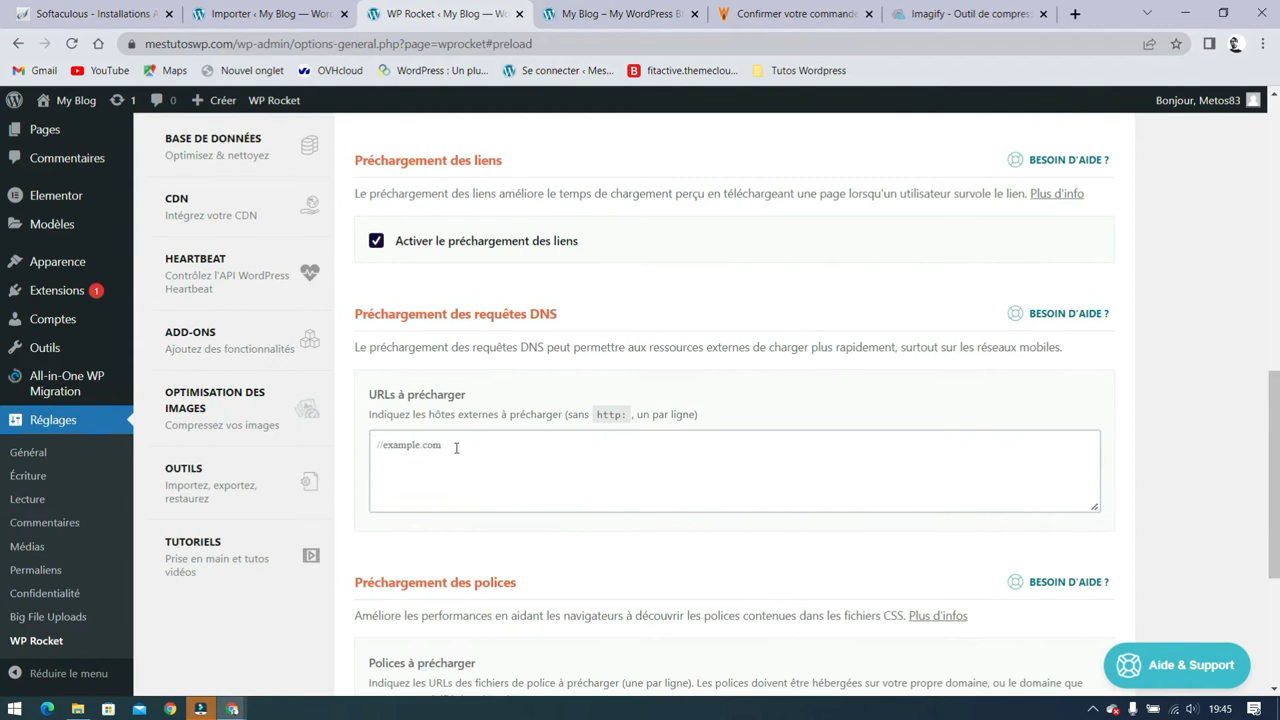 Softaculous - Installations A
Importer ‹ My Blog — Wor
WP Rocket ‹ My Blog — W
My Blog – My WordPress B
Confirmer votre commande
Imagify - Outil de compres
mestutoswp.com/wp-admin/options-general.php?page=wprocket#preload
Gmail
YouTube
Maps
Nouvel onglet
OVHcloud
WordPress : Un plu...
Se connecter ‹ Mes...
fitactive.themeclou...
Tutos Wordpress
My Blog
1
0
Créer
WP Rocket
Bonjour, Metos83
Pages
Commentaires
Elementor
Modèles
Apparence
Extensions 1
Comptes
Outils
All-in-One WP
Migration
Réglages
Général
Écriture
Lecture
Commentaires
Médias
Permaliens
Confidentialité
Big File Uploads
WP Rocket
Réduire le menu
BASE DE DONNÉES
Optimisez & nettoyez
CDN
Intégrez votre CDN
HEARTBEAT
Contrôlez l'API WordPress
Heartbeat
ADD-ONS
Ajoutez des fonctionnalités
OPTIMISATION DES
IMAGES
Compressez vos images
OUTILS
Importez, exportez,
restaurez
TUTORIELS
Prise en main et tutos
vidéos
Préchargement des liens
BESOIN D'AIDE ?
Le préchargement des liens améliore le temps de chargement perçu en téléchargeant une page lorsqu'un utilisateur survole le lien. Plus d'info
Activer le préchargement des liens
Préchargement des requêtes DNS
BESOIN D'AIDE ?
Le préchargement des requêtes DNS peut permettre aux ressources externes de charger plus rapidement, surtout sur les réseaux mobiles.
URLs à précharger
Indiquez les hôtes externes à précharger (sans http: , un par ligne)
//example.com
Préchargement des polices
BESOIN D'AIDE ?
Améliore les performances en aidant les navigateurs à découvrir les polices contenues dans les fichiers CSS. Plus d'infos
Polices à précharger
Indiquez les URLs des fichiers de police à précharger (une par ligne). Les polices doivent être hébergées sur votre propre domaine, ou le domaine que
Aide & Support
19:45